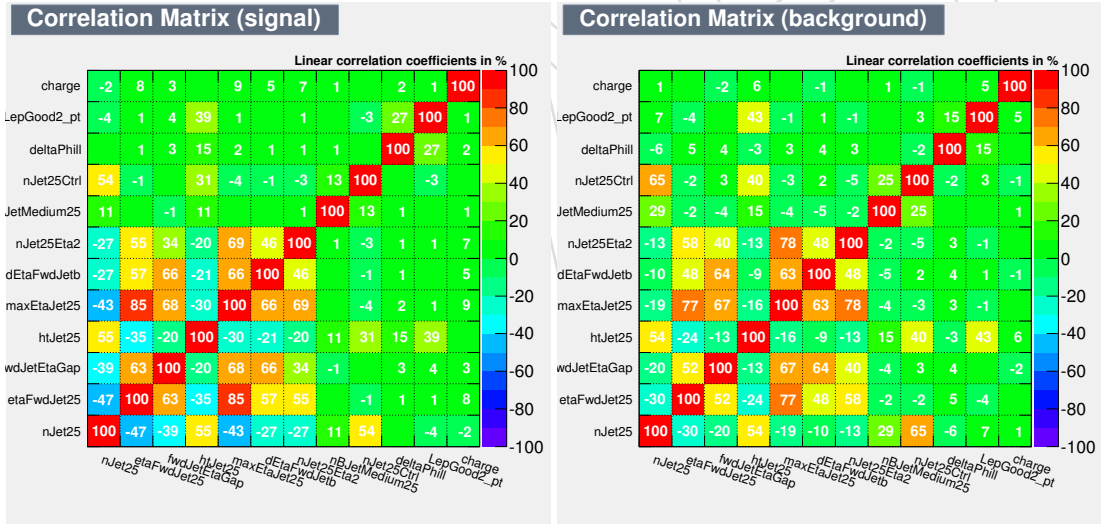 Correlation Matrix (signal)
Linear correlation coefficients in %
charge -2 8 3 9 5 7 1 2 1 100
LepGood2_pt -4 1 4 39 1 1 -3 27 100 1
deltaPhill 1 3 15 2 1 1 1 100 27 2
nJet25Ctrl 54 -1 31 -4 -1 -3 13 100 -3
JetMedium25 11 -1 11 1 100 13 1 1
nJet25Eta2 -27 55 34 -20 69 46 100 1 -3 1 1 7
dEtaFwdJetb -27 57 66 -21 66 100 46 -1 1 5
maxEtaJet25 -43 85 68 -30 100 66 69 -4 2 1 9
htJet25 55 -35 -20 100 -30 -21 -20 11 31 15 39
wdJetEtaGap -39 63 100 -20 68 66 34 -1 3 4 3
etaFwdJet25 -47 100 63 -35 85 57 55 -1 1 1 8
nJet25 100 -47 -39 55 -43 -27 -27 11 54 -4 -2
nJet25 etaFwdJet25 fwdJetEtaGap htJet25 maxEtaJet25 dEtaFwdJetb nJet25Eta2 nBJetMedium25 nJet25Ctrl deltaPhill LepGood2_pt charge
100
80
60
40
20
0
-20
-40
-60
-80
-100
Correlation Matrix (background)
Linear correlation coefficients in %
charge 1 -2 6 -1 1 -1 5 100
LepGood2_pt 7 -4 43 -1 1 -1 3 15 100 5
deltaPhill -6 5 4 -3 3 4 3 -2 100 15
nJet25Ctrl 65 -2 3 40 -3 2 -5 25 100 -2 3 -1
JetMedium25 29 -2 -4 15 -4 -5 -2 100 25 1
nJet25Eta2 -13 58 40 -13 78 48 100 -2 -5 3 -1
dEtaFwdJetb -10 48 64 -9 63 100 48 -5 2 4 1 -1
maxEtaJet25 -19 77 67 -16 100 63 78 -4 -3 3 -1
htJet25 54 -24 -13 100 -16 -9 -13 15 40 -3 43 6
wdJetEtaGap -20 52 100 -13 67 64 40 -4 3 4 -2
etaFwdJet25 -30 100 52 -24 77 48 58 -2 -2 5 -4
nJet25 100 -30 -20 54 -19 -10 -13 29 65 -6 7 1
nJet25 etaFwdJet25 fwdJetEtaGap htJet25 maxEtaJet25 dEtaFwdJetb nJet25Eta2 nBJetMedium25 nJet25Ctrl deltaPhill LepGood2_pt charge
100
80
60
40
20
0
-20
-40
-60
-80
-100